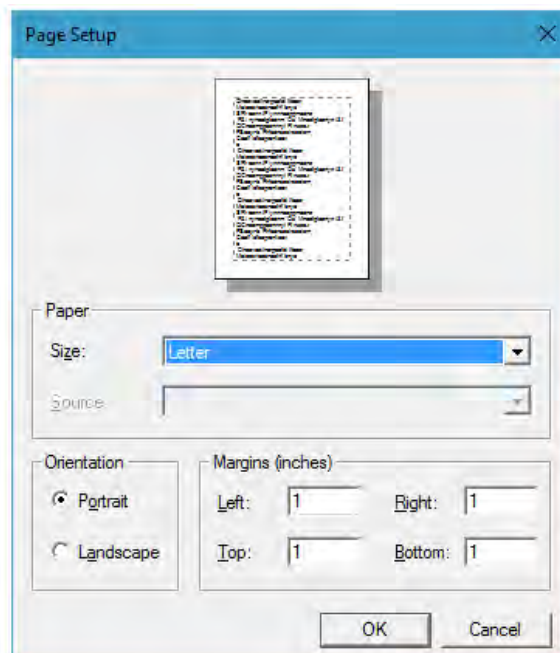 Page Setup
Paper
Size: Letter
Source
Orientation
Portrait
Landscape
Margins (inches)
Left: 1 Right: 1
Top: 1 Bottom: 1
OK Cancel